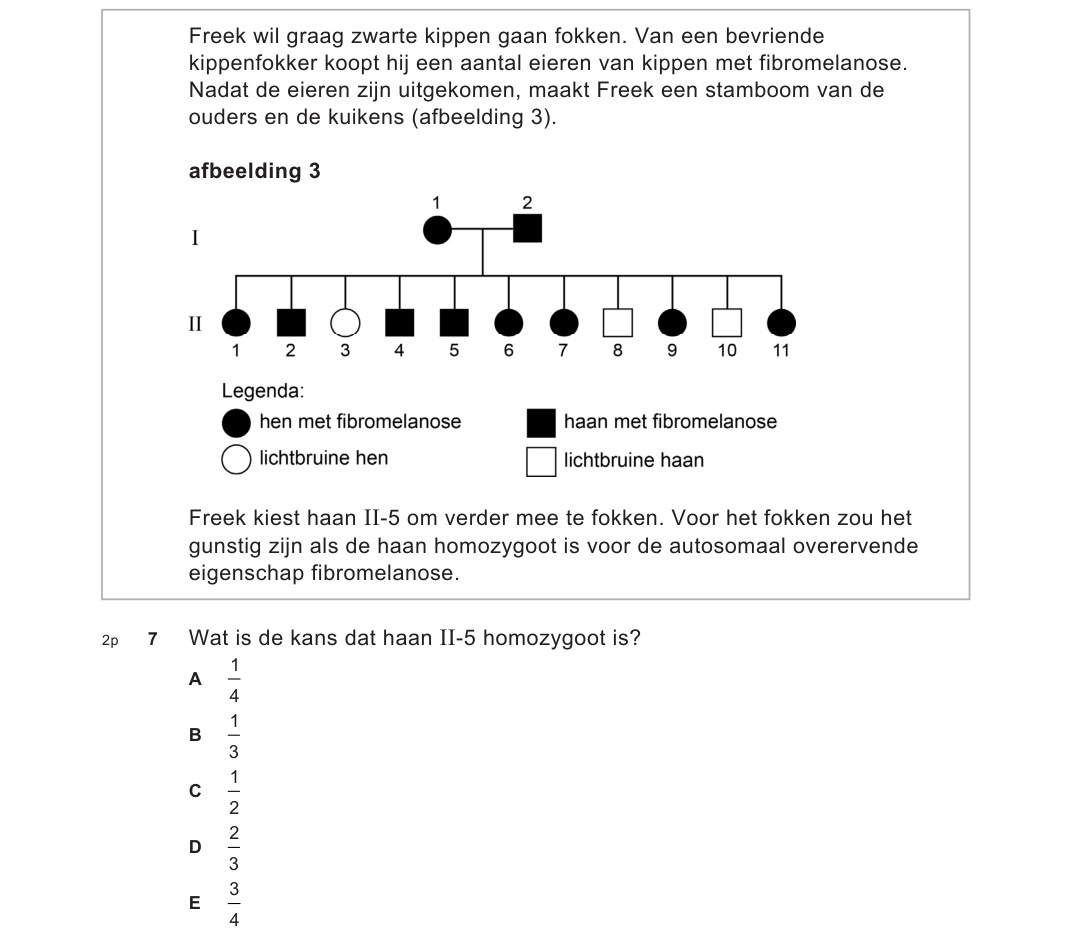 Freek wil graag zwarte kippen gaan fokken. Van een bevriende
kippenfokker koopt hij een aantal eieren van kippen met fibromelanose.
Nadat de eieren zijn uitgekomen, maakt Freek een stamboom van de
ouders en de kuikens (afbeelding 3).
afbeelding 3
1 2
I
II
1 2 3 4 5 6 7 8 9 10 11
Legenda:
hen met fibromelanose haan met fibromelanose
lichtbruine hen lichtbruine haan
Freek kiest haan II-5 om verder mee te fokken. Voor het fokken zou het
gunstig zijn als de haan homozygoot is voor de autosomaal overervende
eigenschap fibromelanose.
2p 7 Wat is de kans dat haan II-5 homozygoot is?
A 1/4
B 1/3
C 1/2
D 2/3
E 3/4